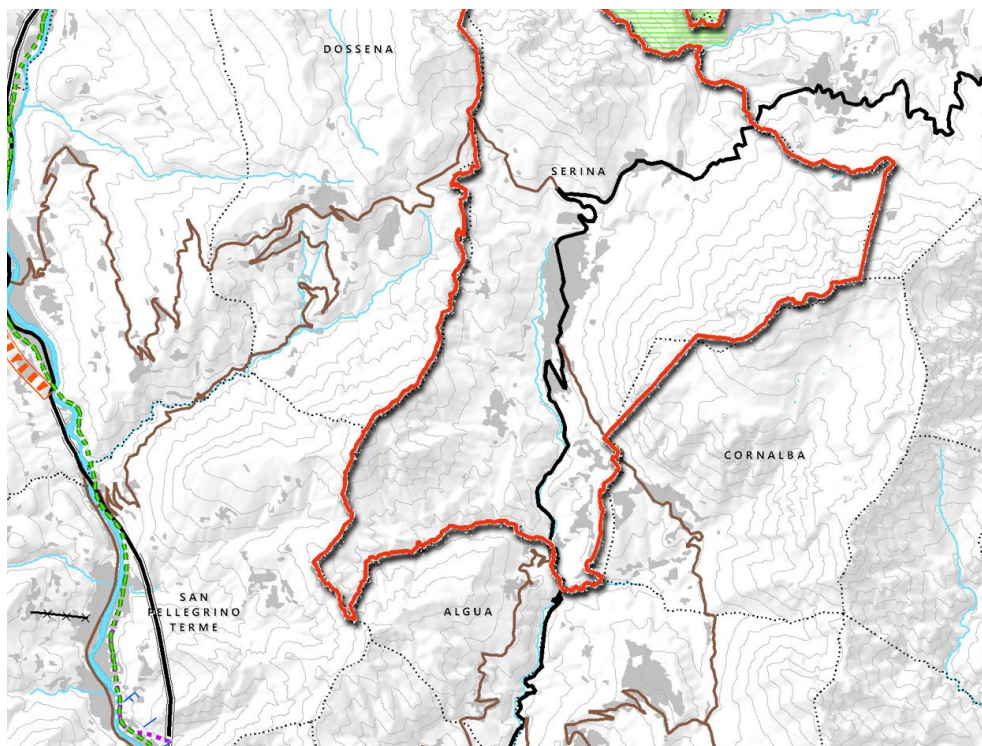 DOSSENA
SERINA
CORNALBA
SAN
PELLEGRINO
TERME
ALGUA